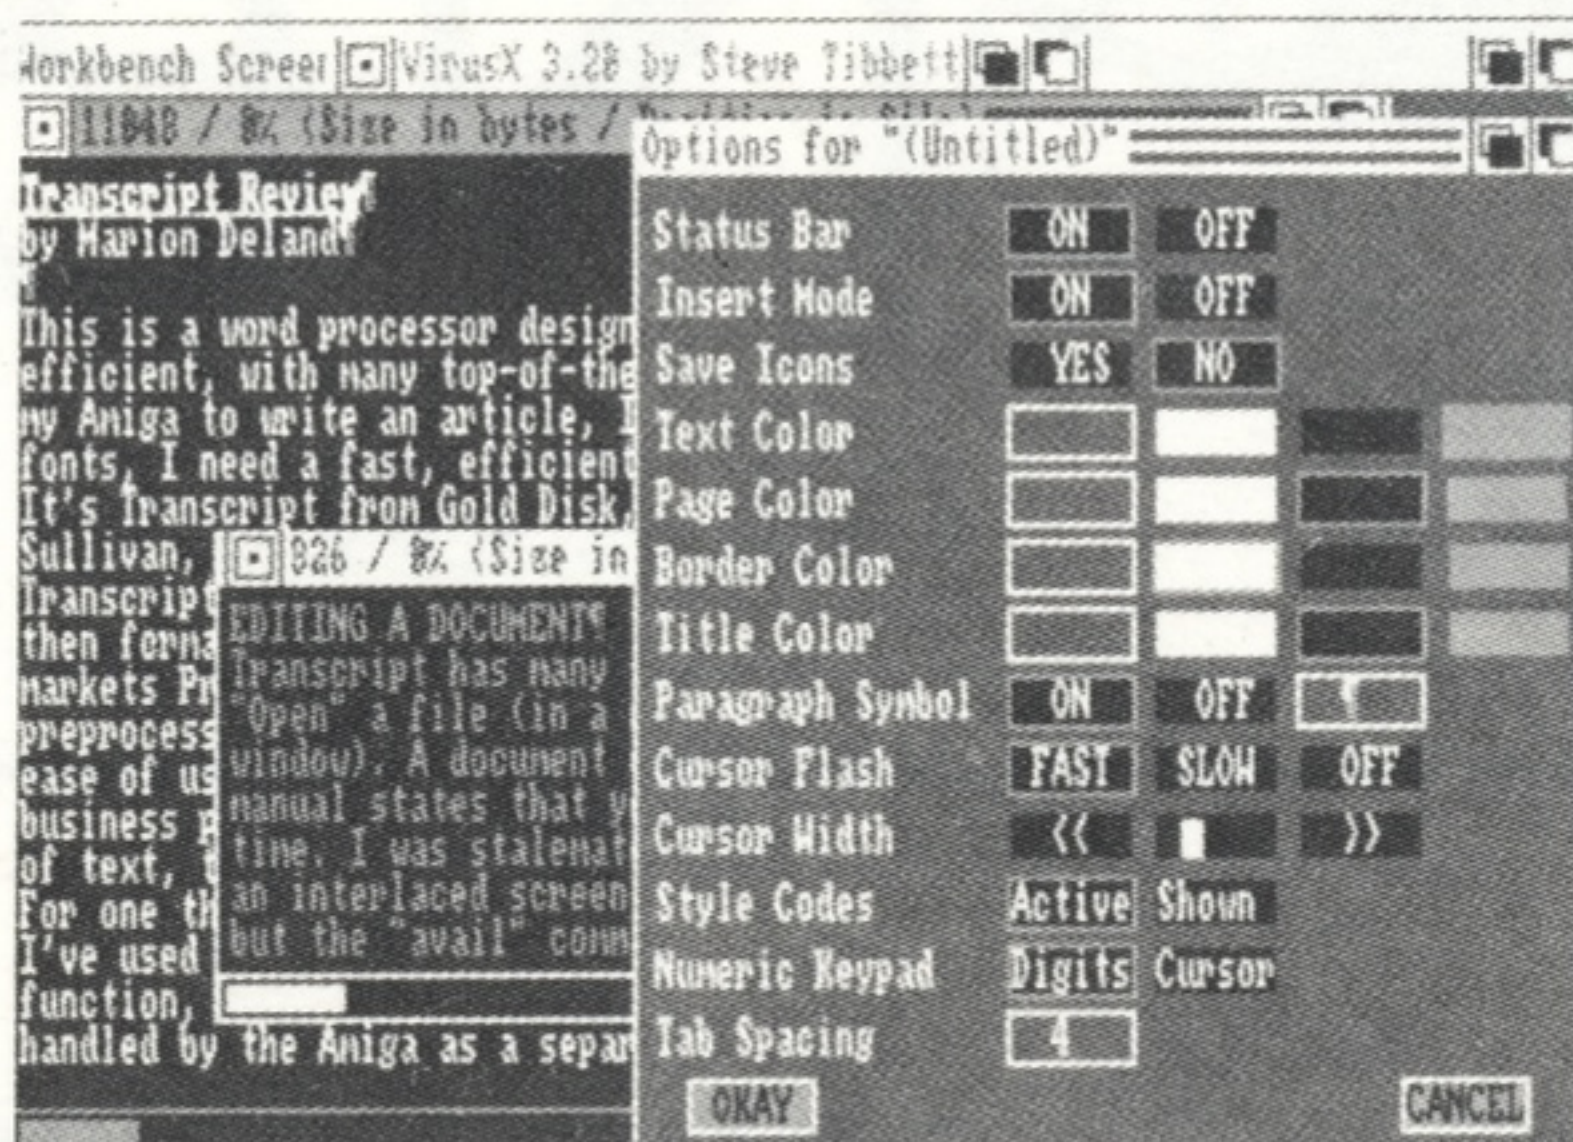 Workbench Screen
VirusX 3.20 by Steve Tibbett
11048 / 8% (Size in bytes /
Transcript Review¶
by Marion Deland¶
¶
This is a word processor design
efficient, with many top-of-the
my Amiga to write an article, I
fonts, I need a fast, efficient
It's Transcript from Gold Disk,
Sullivan,
Transcript
then forma
markets Pr
preprocess
ease of us
business p
of text, t
For one th
I've used
function,
handled by the Amiga as a separ
826 / 8% (Size in
EDITING A DOCUMENT¶
Transcript has many
"Open" a file (in a
window). A document
manual states that y
time. I was stalemat
an interlaced screen
but the "avail" comm
Options for "(Untitled)"
Status Bar ON OFF
Insert Mode ON OFF
Save Icons YES NO
Text Color
Page Color
Border Color
Title Color
Paragraph Symbol ON OFF ¶
Cursor Flash FAST SLOW OFF
Cursor Width << >>
Style Codes Active Shown
Numeric Keypad Digits Cursor
Tab Spacing 4
OKAY CANCEL